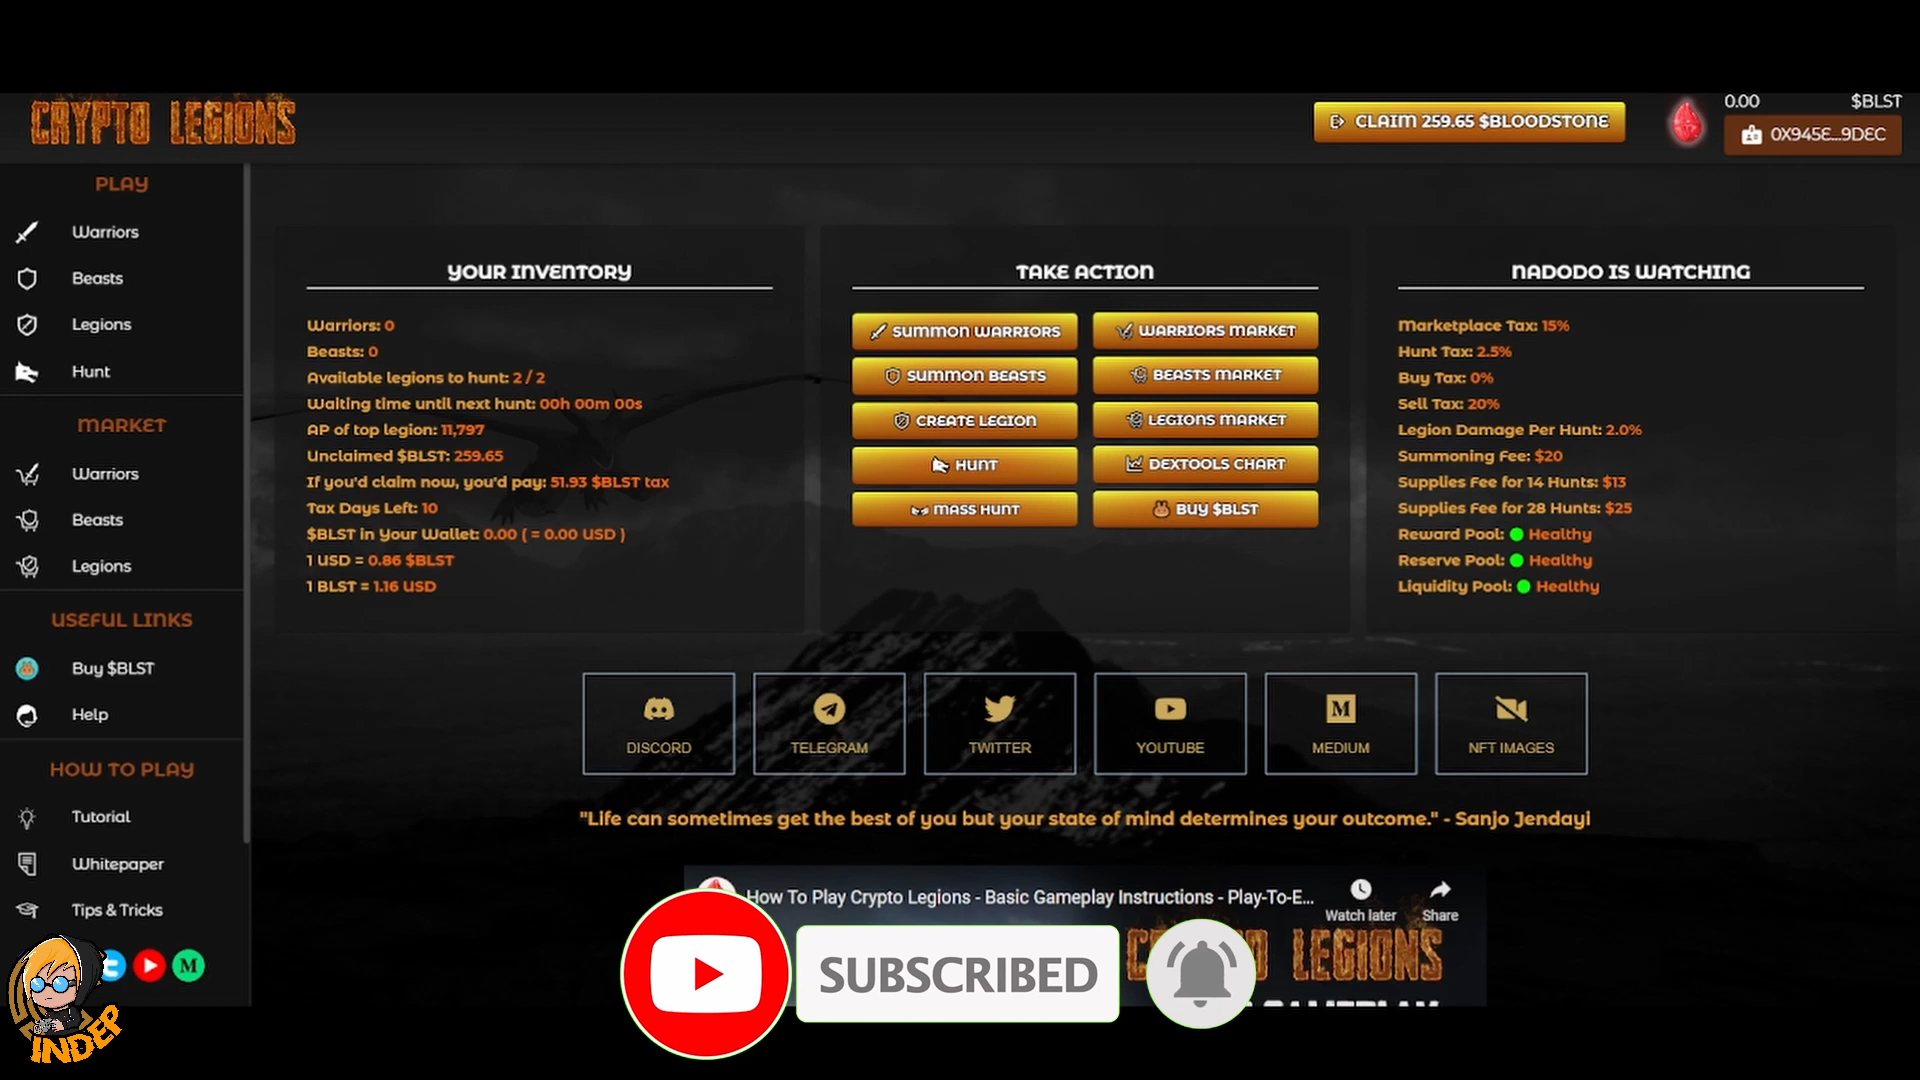 CRYPTO LEGIONS
CLAIM 259.65 $BLOODSTONE
0.00 $BLST
0X945E...9DEC
PLAY
Warriors
Beasts
Legions
Hunt
MARKET
Warriors
Beasts
Legions
USEFUL LINKS
Buy $BLST
Help
HOW TO PLAY
Tutorial
Whitepaper
Tips & Tricks
M
INDEP
YOUR INVENTORY
Warriors: 0
Beasts: 0
Available legions to hunt: 2 / 2
Waiting time until next hunt: 00h 00m 00s
AP of top legion: 11,797
Unclaimed $BLST: 259.65
If you'd claim now, you'd pay: 51.93 $BLST tax
Tax Days Left: 10
$BLST in Your Wallet: 0.00 ( = 0.00 USD )
1 USD = 0.86 $BLST
1 BLST = 1.16 USD
TAKE ACTION
SUMMON WARRIORS
WARRIORS MARKET
SUMMON BEASTS
BEASTS MARKET
CREATE LEGION
LEGIONS MARKET
HUNT
DEXTOOLS CHART
MASS HUNT
BUY $BLST
NADODO IS WATCHING
Marketplace Tax: 15%
Hunt Tax: 2.5%
Buy Tax: 0%
Sell Tax: 20%
Legion Damage Per Hunt: 2.0%
Summoning Fee: $20
Supplies Fee for 14 Hunts: $13
Supplies Fee for 28 Hunts: $25
Reward Pool: Healthy
Reserve Pool: Healthy
Liquidity Pool: Healthy
DISCORD
TELEGRAM
TWITTER
YOUTUBE
M
MEDIUM
NFT IMAGES
"Life can sometimes get the best of you but your state of mind determines your outcome." - Sanjo Jendayi
How To Play Crypto Legions - Basic Gameplay Instructions - Play-To-E...
Watch later
Share
LEGIONS
SUBSCRIBED